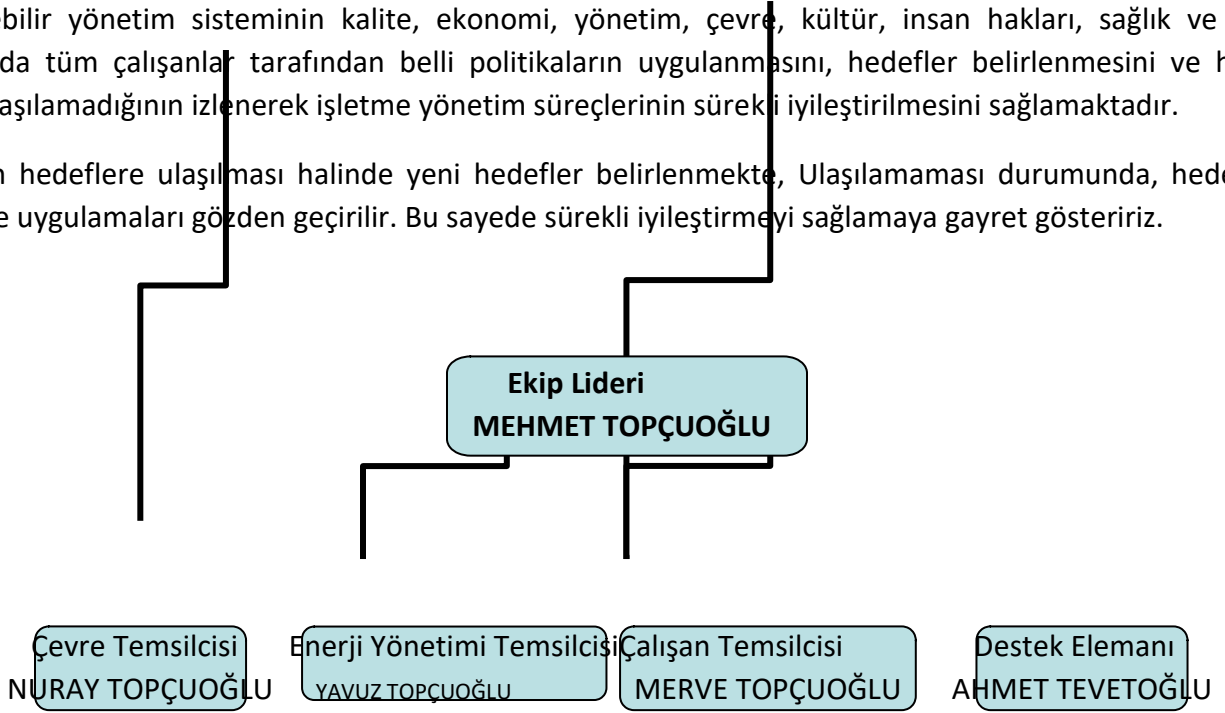 ebilir yönetim sisteminin kalite, ekonomi, yönetim, çevre, kültür, insan hakları, sağlık ve
da tüm çalışanlar tarafından belli politikaların uygulanmasını, hedefler belirlenmesini ve h
aşılamadığının izlenerek işletme yönetim süreçlerinin sürekli iyileştirilmesini sağlamaktadır.
n hedeflere ulaşılması halinde yeni hedefler belirlenmekte, Ulaşılamaması durumunda, hede
e uygulamaları gözden geçirilir. Bu sayede sürekli iyileştirmeyi sağlamaya gayret gösteririz.
Ekip Lideri
MEHMET TOPÇUOĞLU
Çevre Temsilcisi
NURAY TOPÇUOĞLU
Enerji Yönetimi Temsilcisi
YAVUZ TOPÇUOĞLU
Çalışan Temsilcisi
MERVE TOPÇUOĞLU
Destek Elemanı
AHMET TEVETOĞLU